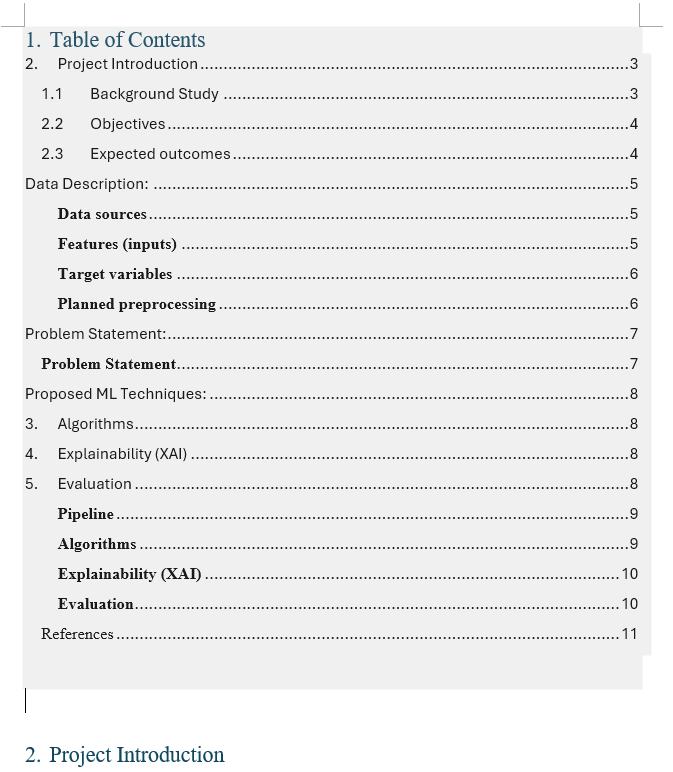 1. Table of Contents
2. Project Introduction ........ 3
1.1 Background Study ........ 3
2.2 Objectives ........ 4
2.3 Expected outcomes ........ 4
Data Description: ........ 5
Data sources ........ 5
Features (inputs) ........ 5
Target variables ........ 6
Planned preprocessing ........ 6
Problem Statement: ........ 7
Problem Statement ........ 7
Proposed ML Techniques: ........ 8
3. Algorithms ........ 8
4. Explainability (XAI) ........ 8
5. Evaluation ........ 8
Pipeline ........ 9
Algorithms ........ 9
Explainability (XAI) ........ 10
Evaluation ........ 10
References ........ 11
2. Project Introduction